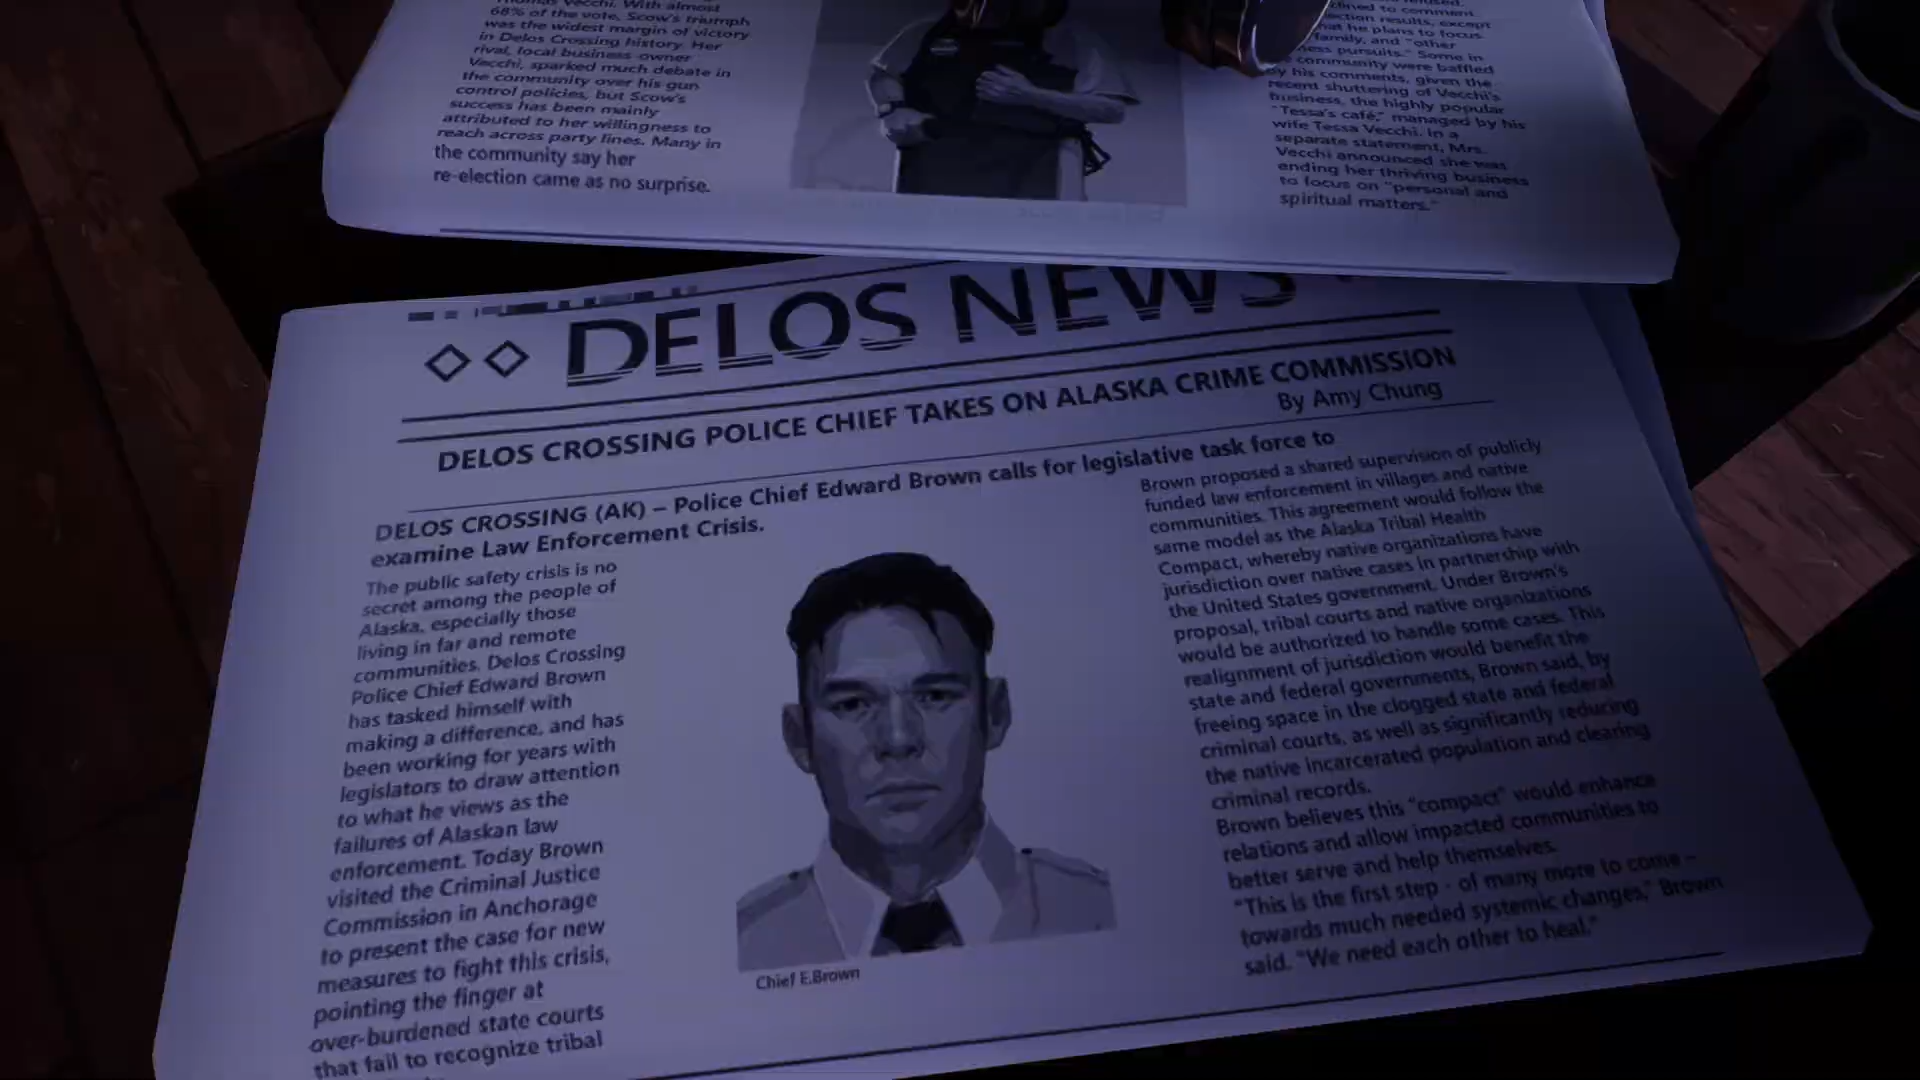 Thomas Vecchi. With almost
68% of the vote, Scow's triumph
was the widest margin of victory
in Delos Crossing history. Her
rival, local business owner
Vecchi, sparked much debate in
the community over his gun
control policies, but Scow's
success has been mainly
attributed to her willingness to
reach across party lines. Many in
the community say her
re-election came as no surprise.
to comment
results, except
he plans to focus
family, and "other
pursuits." Some in
community were baffled
by his comments, given the
recent shuttering of Vecchi's
business, the highly popular
"Tessa's café," managed by his
wife Tessa Vecchi. In a
separate statement, Mrs.
Vecchi announced she was
ending her thriving business
to focus on "personal and
spiritual matters."
DELOS NEWS
DELOS CROSSING POLICE CHIEF TAKES ON ALASKA CRIME COMMISSION
By Amy Chung
DELOS CROSSING (AK) – Police Chief Edward Brown calls for legislative task force to
examine Law Enforcement Crisis.
The public safety crisis is no
secret among the people of
Alaska, especially those
living in far and remote
communities. Delos Crossing
Police Chief Edward Brown
has tasked himself with
making a difference, and has
been working for years with
legislators to draw attention
to what he views as the
failures of Alaskan law
enforcement. Today Brown
visited the Criminal Justice
Commission in Anchorage
to present the case for new
measures to fight this crisis,
pointing the finger at
over-burdened state courts
that fail to recognize tribal
Chief E.Brown
Brown proposed a shared supervision of publicly
funded law enforcement in villages and native
communities. This agreement would follow the
same model as the Alaska Tribal Health
Compact, whereby native organizations have
jurisdiction over native cases in partnership with
the United States government. Under Brown's
proposal, tribal courts and native organizations
would be authorized to handle some cases. This
realignment of jurisdiction would benefit the
state and federal governments, Brown said, by
freeing space in the clogged state and federal
criminal courts, as well as significantly reducing
the native incarcerated population and clearing
criminal records.
Brown believes this "compact" would enhance
relations and allow impacted communities to
better serve and help themselves.
"This is the first step - of many more to come –
towards much needed systemic changes," Brown
said. "We need each other to heal."